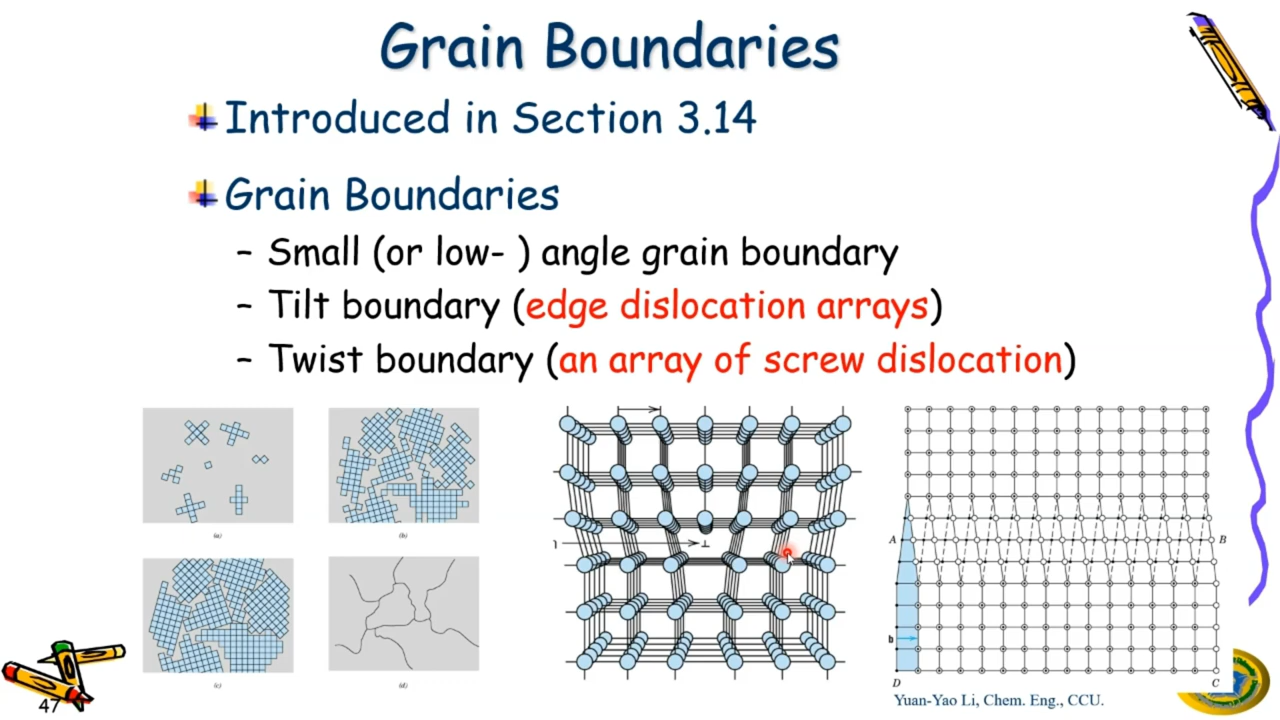 Grain Boundaries
Introduced in Section 3.14
Grain Boundaries
– Small (or low- ) angle grain boundary
– Tilt boundary (edge dislocation arrays)
– Twist boundary (an array of screw dislocation)
(a)
(b)
(c)
(d)
⊥
A
B
b
D
C
Yuan-Yao Li, Chem. Eng., CCU.
47